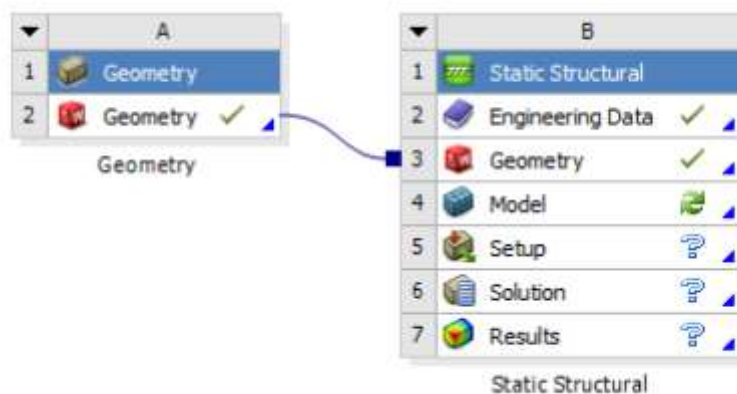 A
1 Geometry
2 Geometry
Geometry
B
1 Static Structural
2 Engineering Data
3 Geometry
4 Model
5 Setup
6 Solution
7 Results
Static Structural